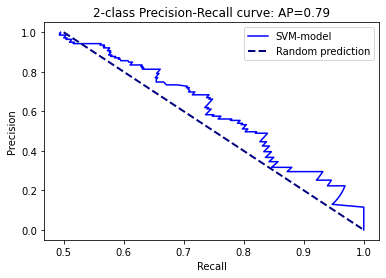 2-class Precision-Recall curve: AP=0.79
SVM-model
Random prediction
Precision
1.0
0.8
0.6
0.4
0.2
0.0
0.5
0.6
0.7
0.8
0.9
1.0
Recall